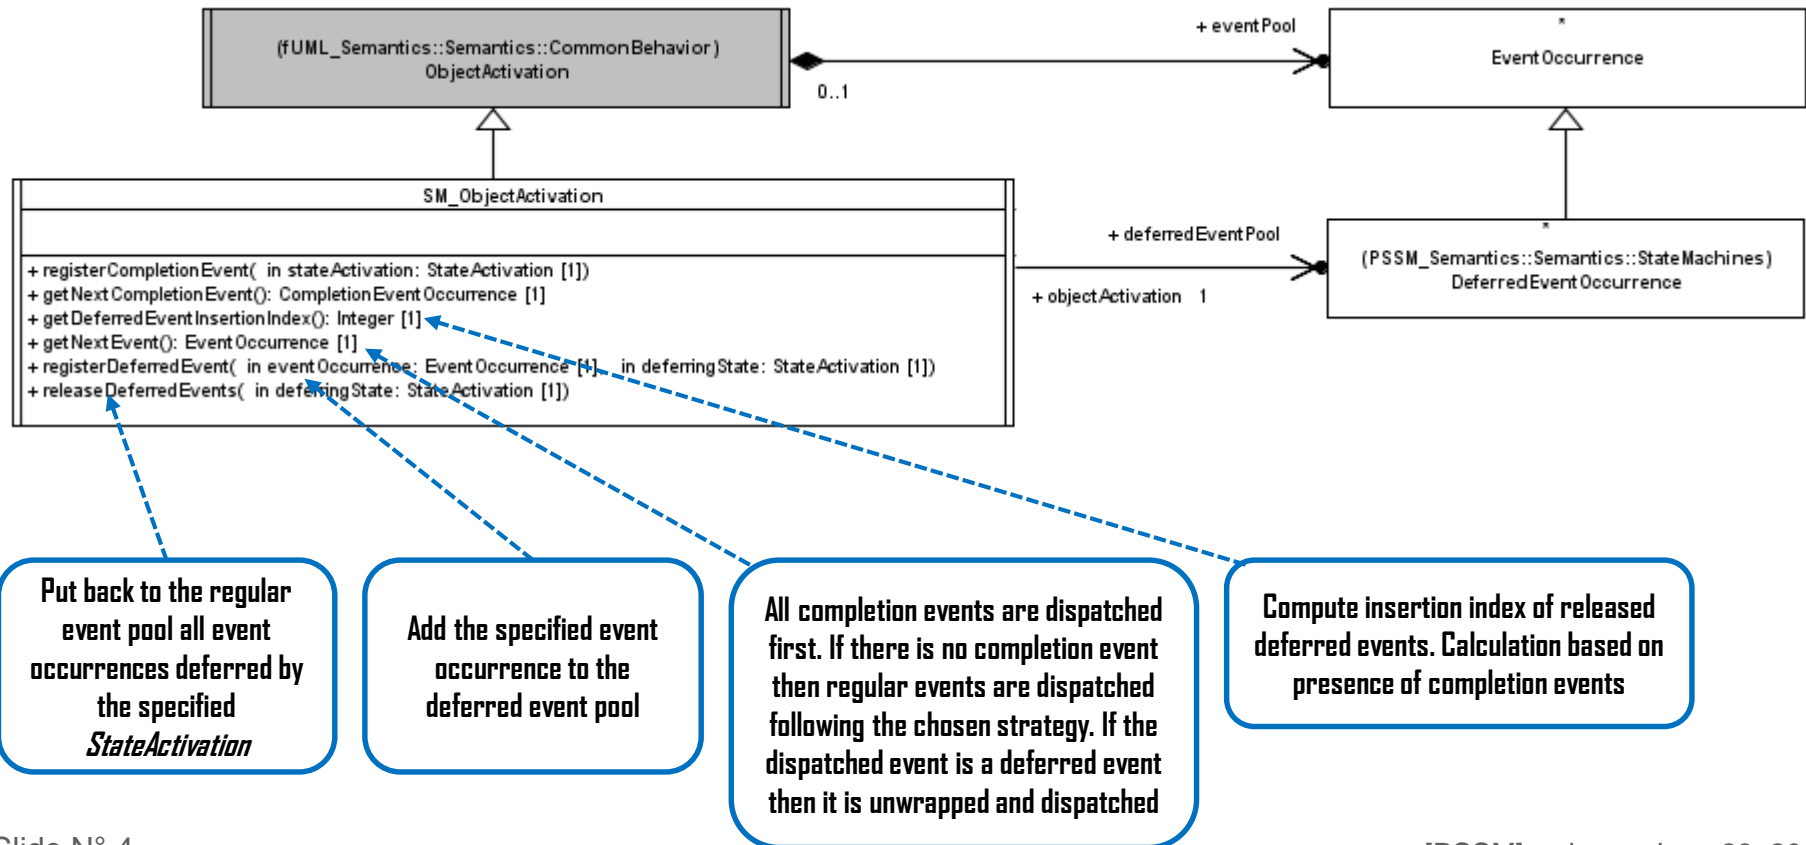 (fUML_Semantics::Semantics::CommonBehavior)
ObjectActivation
+ eventPool
0..1
*
EventOccurrence
SM_ObjectActivation
+ registerCompletionEvent( in stateActivation: StateActivation [1])
+ getNextCompletionEvent(): CompletionEventOccurrence [1]
+ getDeferredEventInsertionIndex(): Integer [1]
+ getNextEvent(): EventOccurrence [1]
+ registerDeferredEvent( in eventOccurrence: EventOccurrence [1], in deferringState: StateActivation [1])
+ releaseDeferredEvents( in deferringState: StateActivation [1])
+ deferredEventPool
+ objectActivation 1
*
(PSSM_Semantics::Semantics::StateMachines)
DeferredEventOccurrence
Put back to the regular
event pool all event
occurrences deferred by
the specified
StateActivation
Add the specified event
occurrence to the
deferred event pool
All completion events are dispatched
first. If there is no completion event
then regular events are dispatched
following the chosen strategy. If the
dispatched event is a deferred event
then it is unwrapped and dispatched
Compute insertion index of released
deferred events. Calculation based on
presence of completion events
Slide N° 4